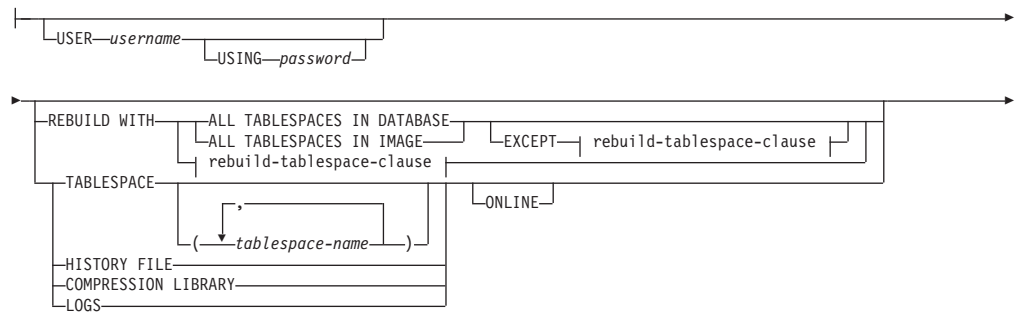 USER username
USING password
REBUILD WITH ALL TABLESPACES IN DATABASE
ALL TABLESPACES IN IMAGE EXCEPT rebuild-tablespace-clause
rebuild-tablespace-clause
TABLESPACE
ONLINE
,
( tablespace-name )
HISTORY FILE
COMPRESSION LIBRARY
LOGS